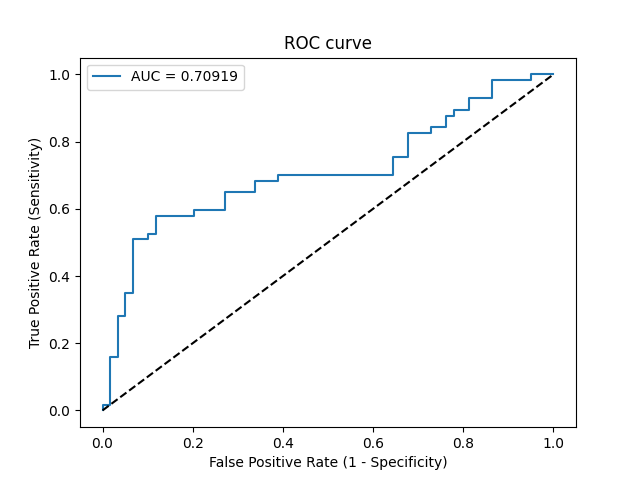 ROC curve
AUC = 0.70919
True Positive Rate (Sensitivity)
1.0
0.8
0.6
0.4
0.2
0.0
0.0 0.2 0.4 0.6 0.8 1.0
False Positive Rate (1 - Specificity)